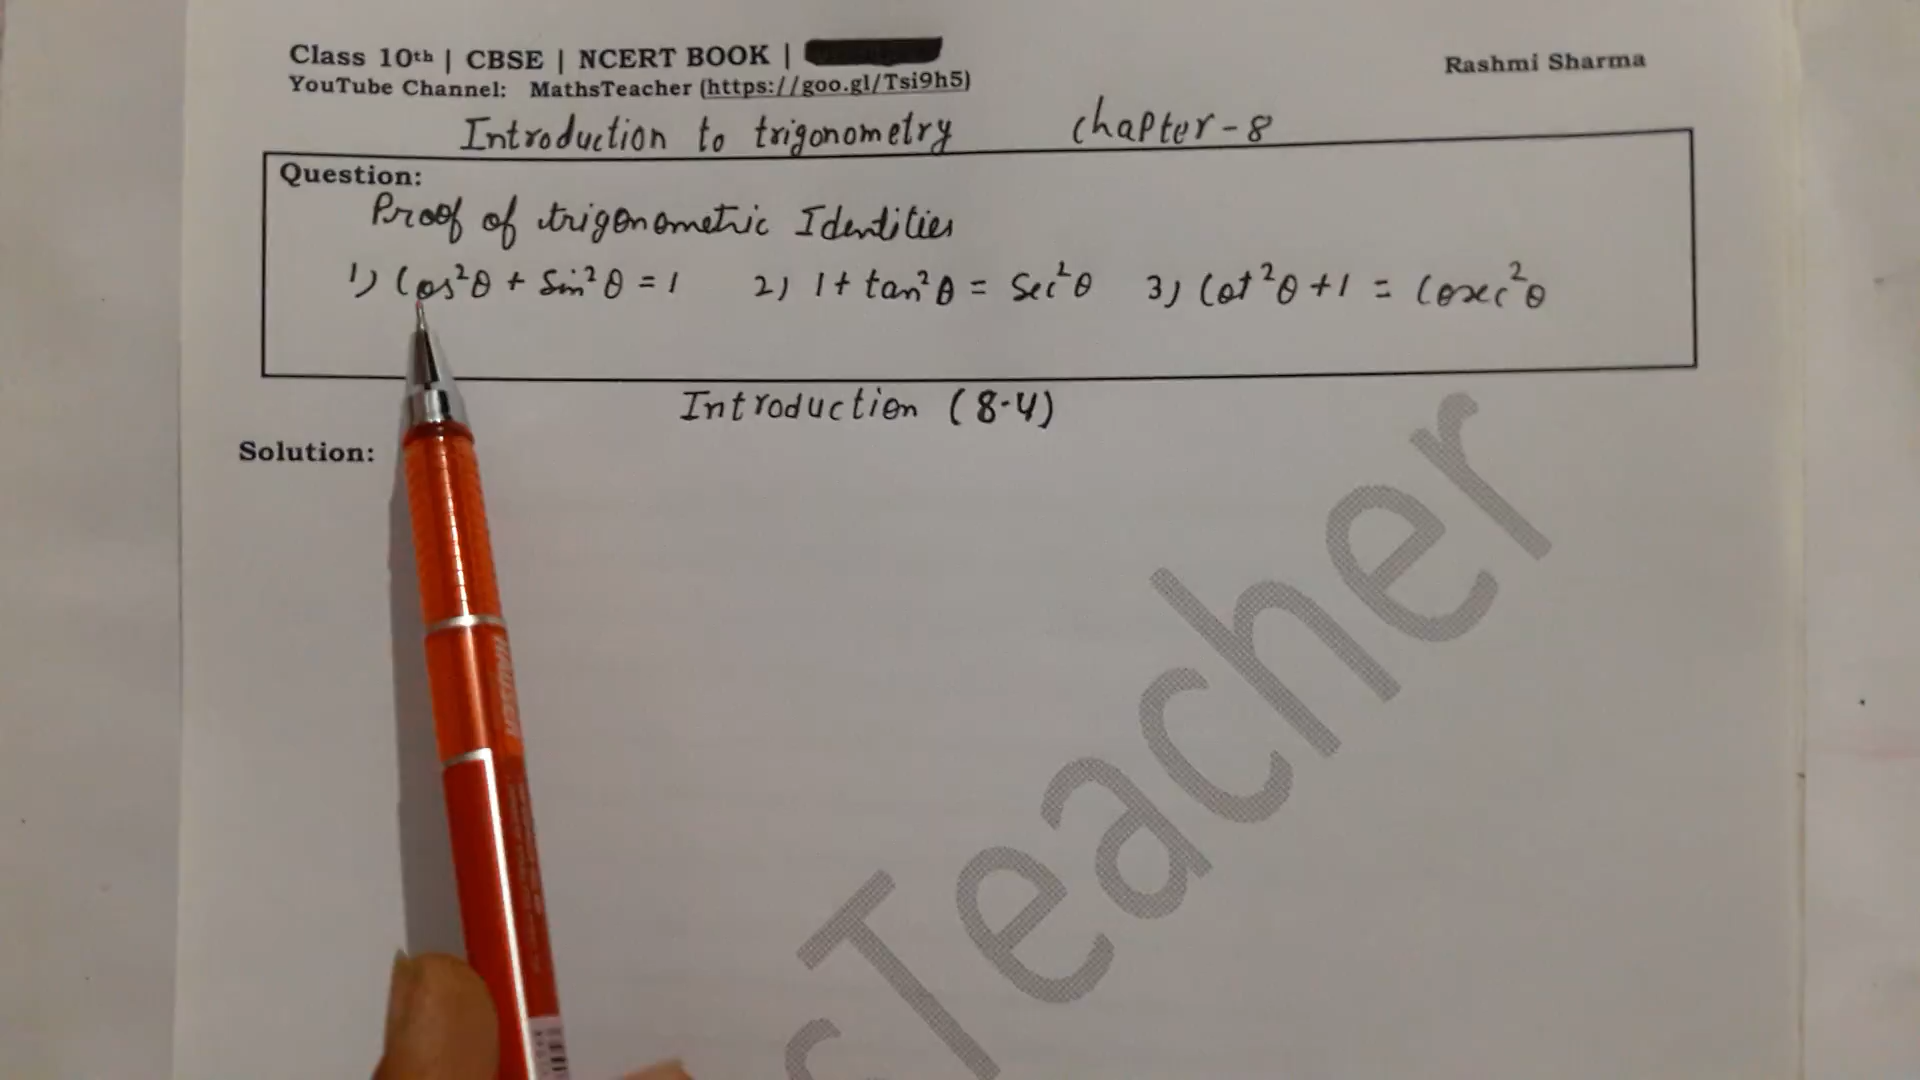 Class 10th | CBSE | NCERT BOOK |
Rashmi Sharma
YouTube Channel: MathsTeacher (https://goo.gl/Tsi9h5)
Introduction to trigonometry chapter-8
Question:
Proof of trigonometric Identities
1) Cos²θ + Sin²θ = 1 2) 1 + tan²θ = Sec²θ 3) Cot²θ + 1 = Cosec²θ
Introduction (8.4)
Solution:
rTeacher